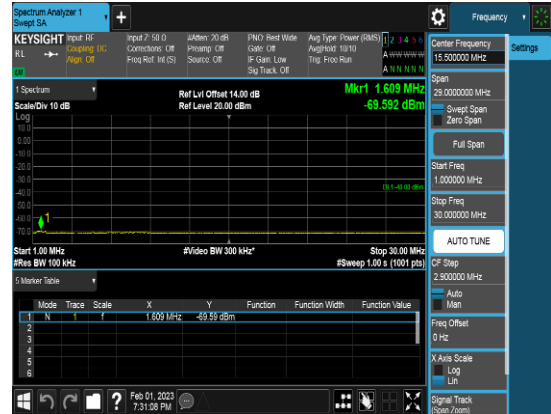 Spectrum Analyzer 1
Swept SA
+
Frequency
KEYSIGHT Input: RF Input Z: 50 Ω #Atten: 20 dB PNO: Best Wide Avg Type: Power (RMS) 1 2 3 4 5 6
RL Coupling: DC Corrections: Off Preamp: Off Gate: Off Avg|Hold: 10/10 A W W W W W
Align: Off Freq Ref: Int (S) Source: Off IF Gain: Low Trig: Free Run
Sig Track: Off A N N N N N
1 Spectrum
Ref Lvl Offset 14.00 dB Mkr1 1.609 MHz
Scale/Div 10 dB Ref Level 20.00 dBm -69.592 dBm
Log
10.0
0.00
-10.0
-20.0
-30.0
DL1 -40.00 dBm
-40.0
-50.0
-60.0
1
-70.0
Start 1.00 MHz #Video BW 300 kHz* Stop 30.00 MHz
#Res BW 100 kHz #Sweep 1.00 s (1001 pts)
5 Marker Table
Mode Trace Scale X Y Function Function Width Function Value
1 N 1 f 1.609 MHz -69.59 dBm
2
3
4
5
6
Feb 01, 2023
7:31:08 PM
?
Center Frequency
15.500000 MHz
Settings
Span
29.0000000 MHz
Swept Span
Zero Span
Full Span
Start Freq
1.000000 MHz
Stop Freq
30.000000 MHz
AUTO TUNE
CF Step
2.900000 MHz
Auto
Man
Freq Offset
0 Hz
X Axis Scale
Log
Lin
Signal Track
(Span Zoom)